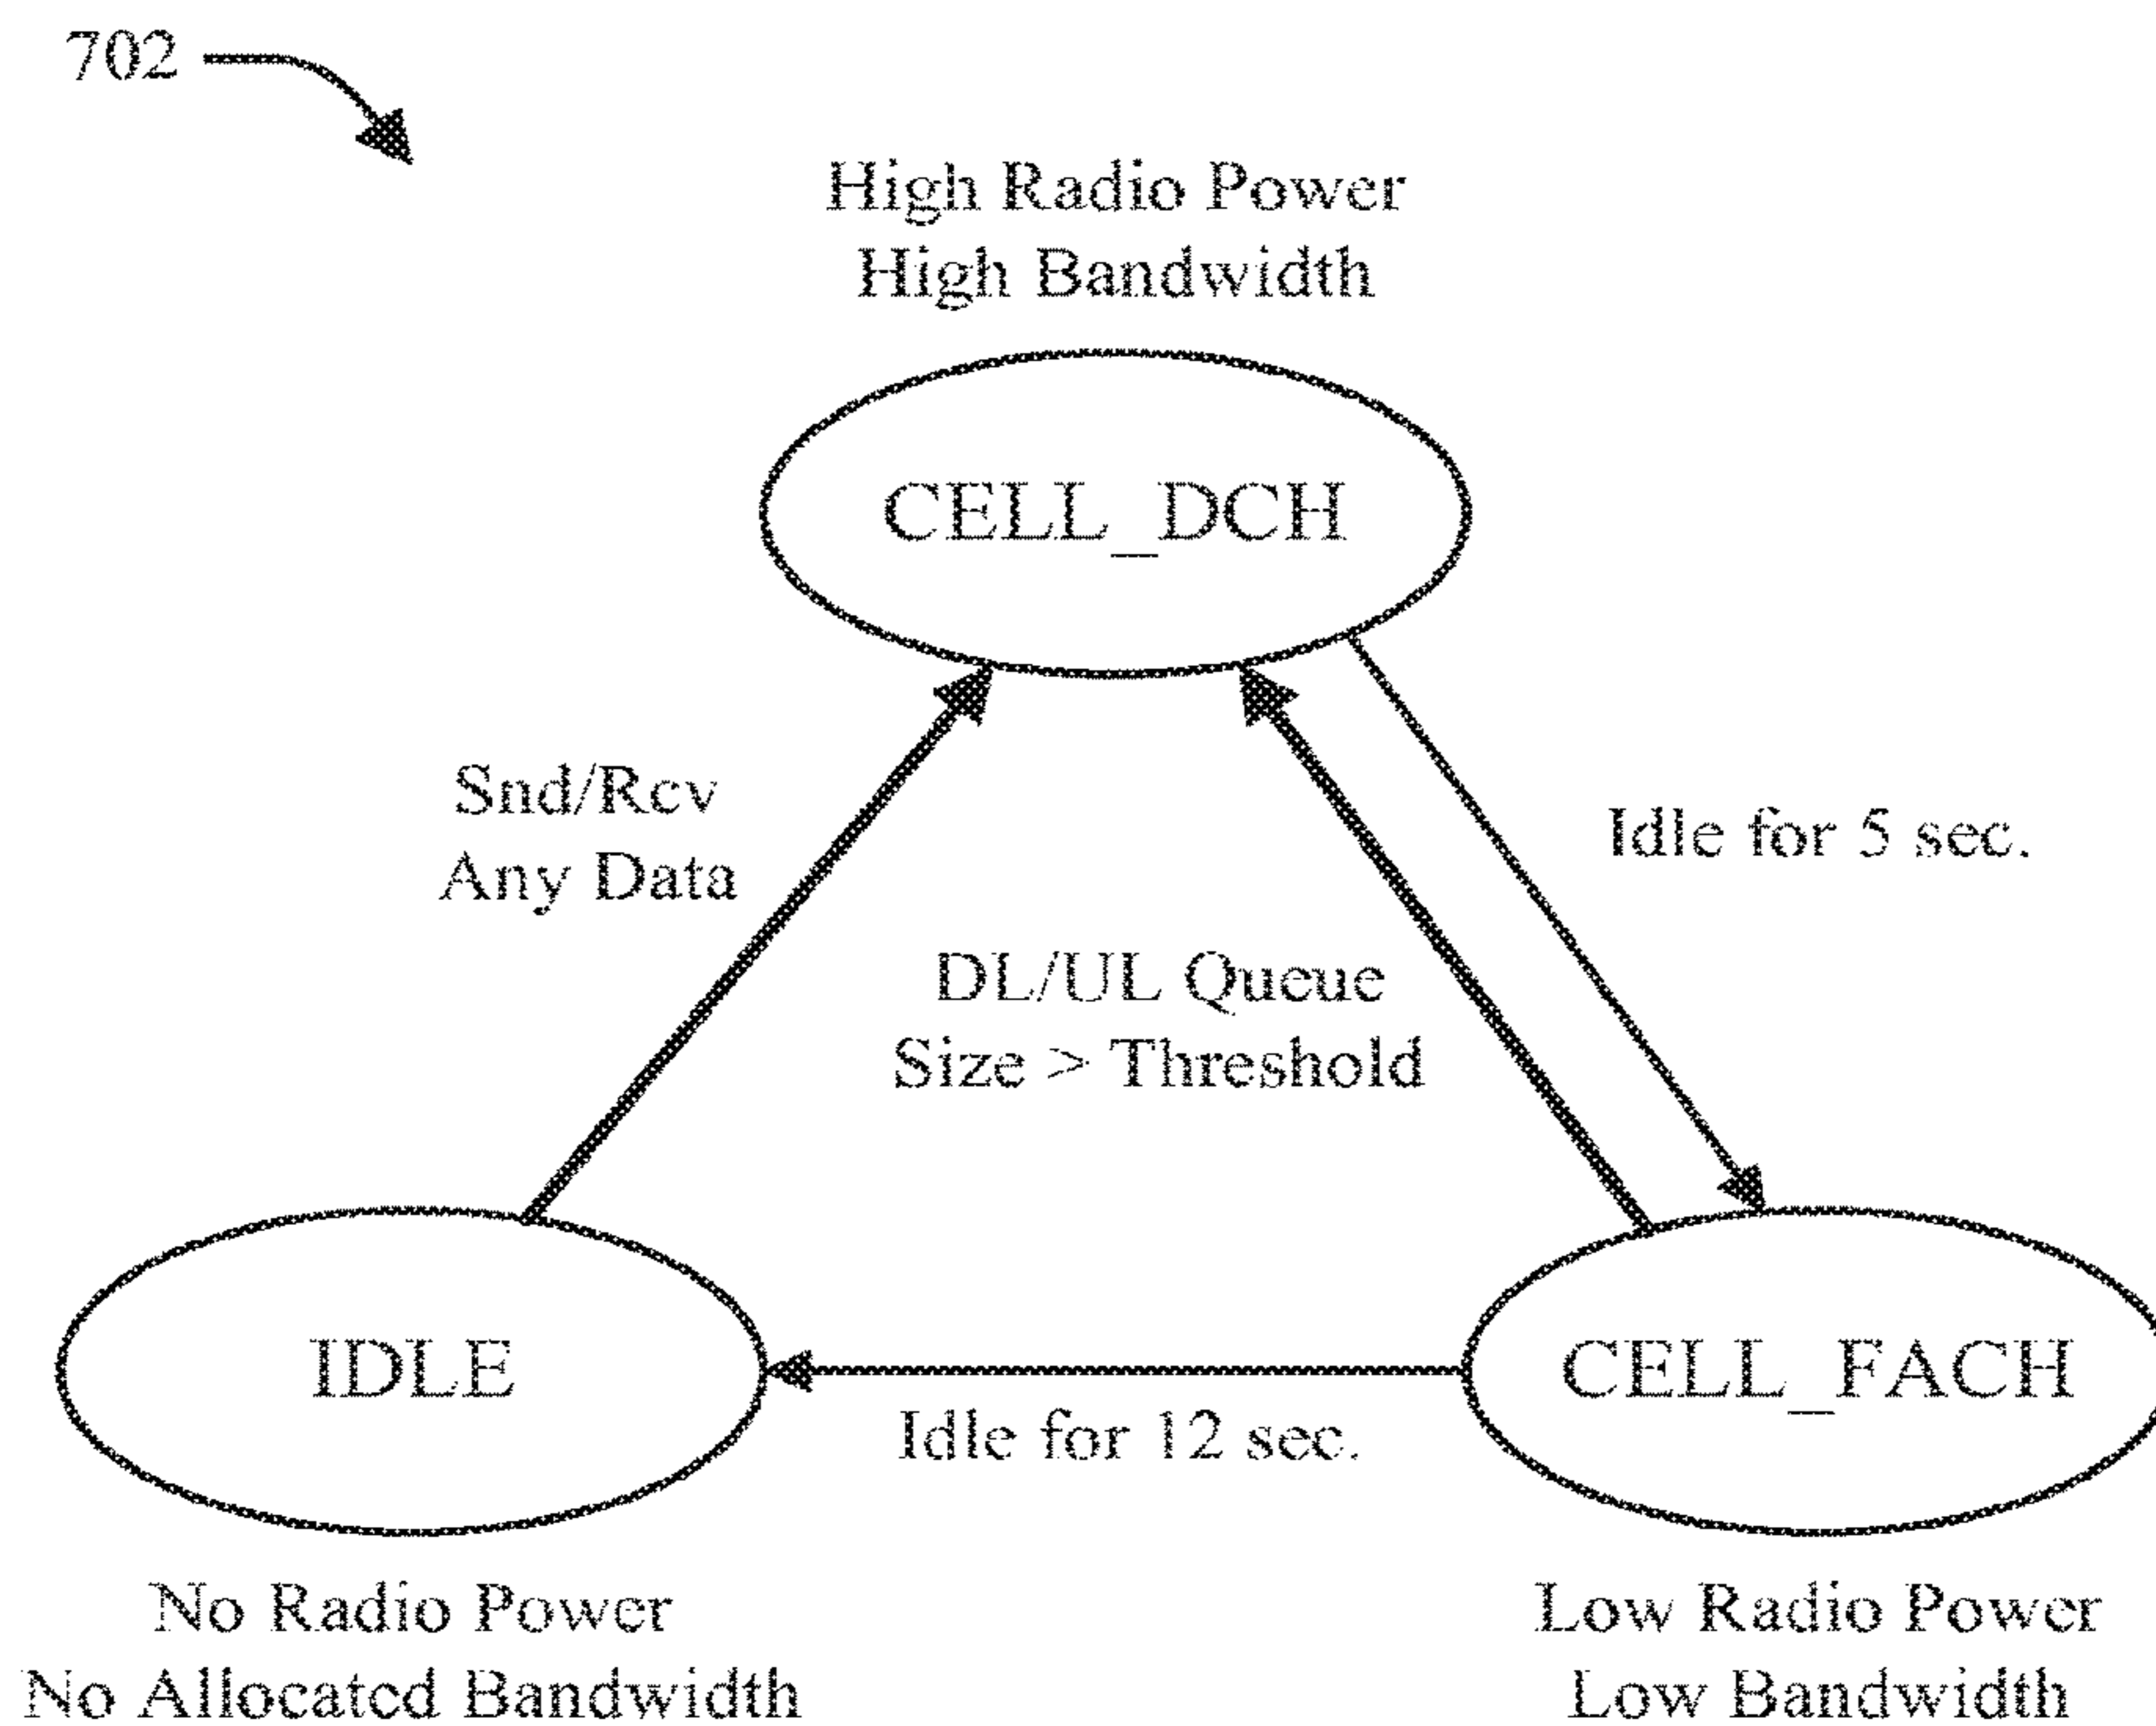 702
High Radio Power
High Bandwidth
CELL_DCH
Snd/Rcv
Any Data
Idle for 5 sec.
DL/UL Queue
Size > Threshold
IDLE
CELL_FACH
Idle for 12 sec.
No Radio Power
No Allocated Bandwidth
Low Radio Power
Low Bandwidth